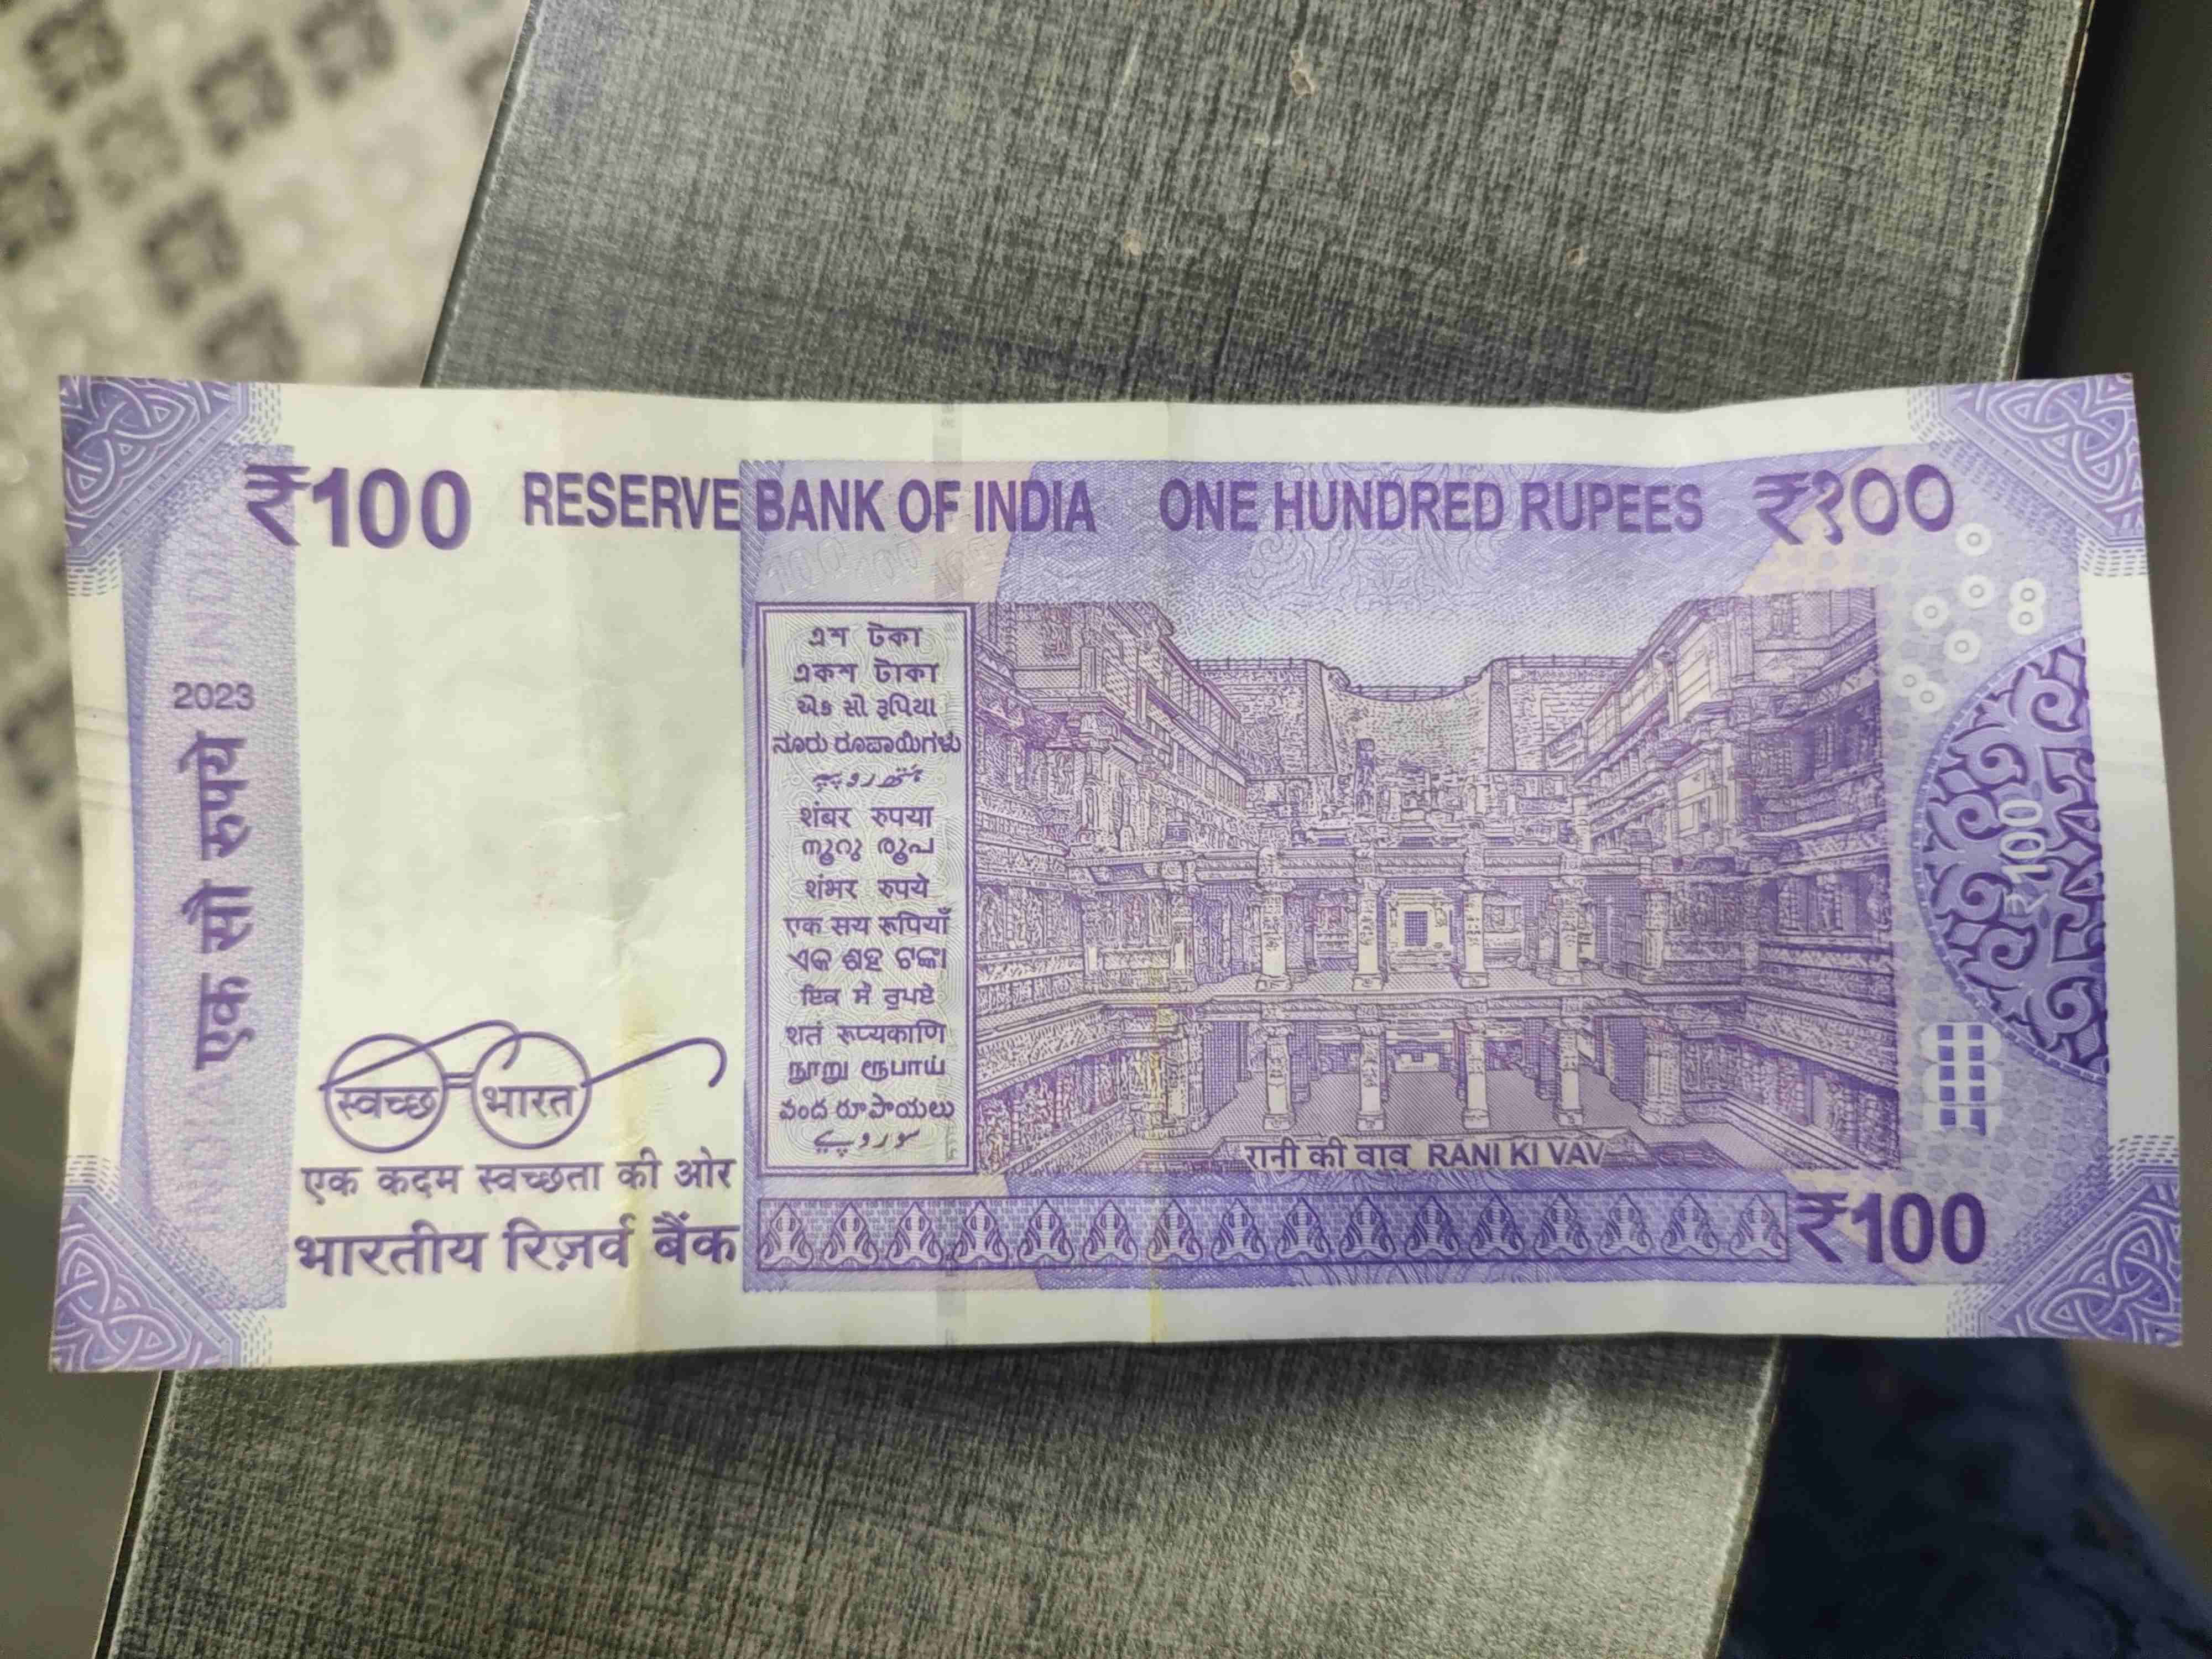 ₹100 RESERVE BANK OF INDIA ONE HUNDRED RUPEES ₹१००
2023
एक सौ रुपये
এশ টকা
একশ টাকা
એક સો રૂપિયા
ನೂರು ರೂಪಾಯಿಗಳು
शंबर रुपया
നൂറു രൂപ
शंभर रुपये
एक सय रूपियाँ
ଏକ ଶହ ଟଙ୍କା
ਇਕ ਸੌ ਰੁਪਏ
शतं रूप्यकाणि
நூறு ரூபாய்
వంద రూపాయలు
سو روپے
₹100
स्वच्छ भारत
एक कदम स्वच्छता की ओर
भारतीय रिज़र्व बैंक
रानी की वाव RANI KI VAV
₹100